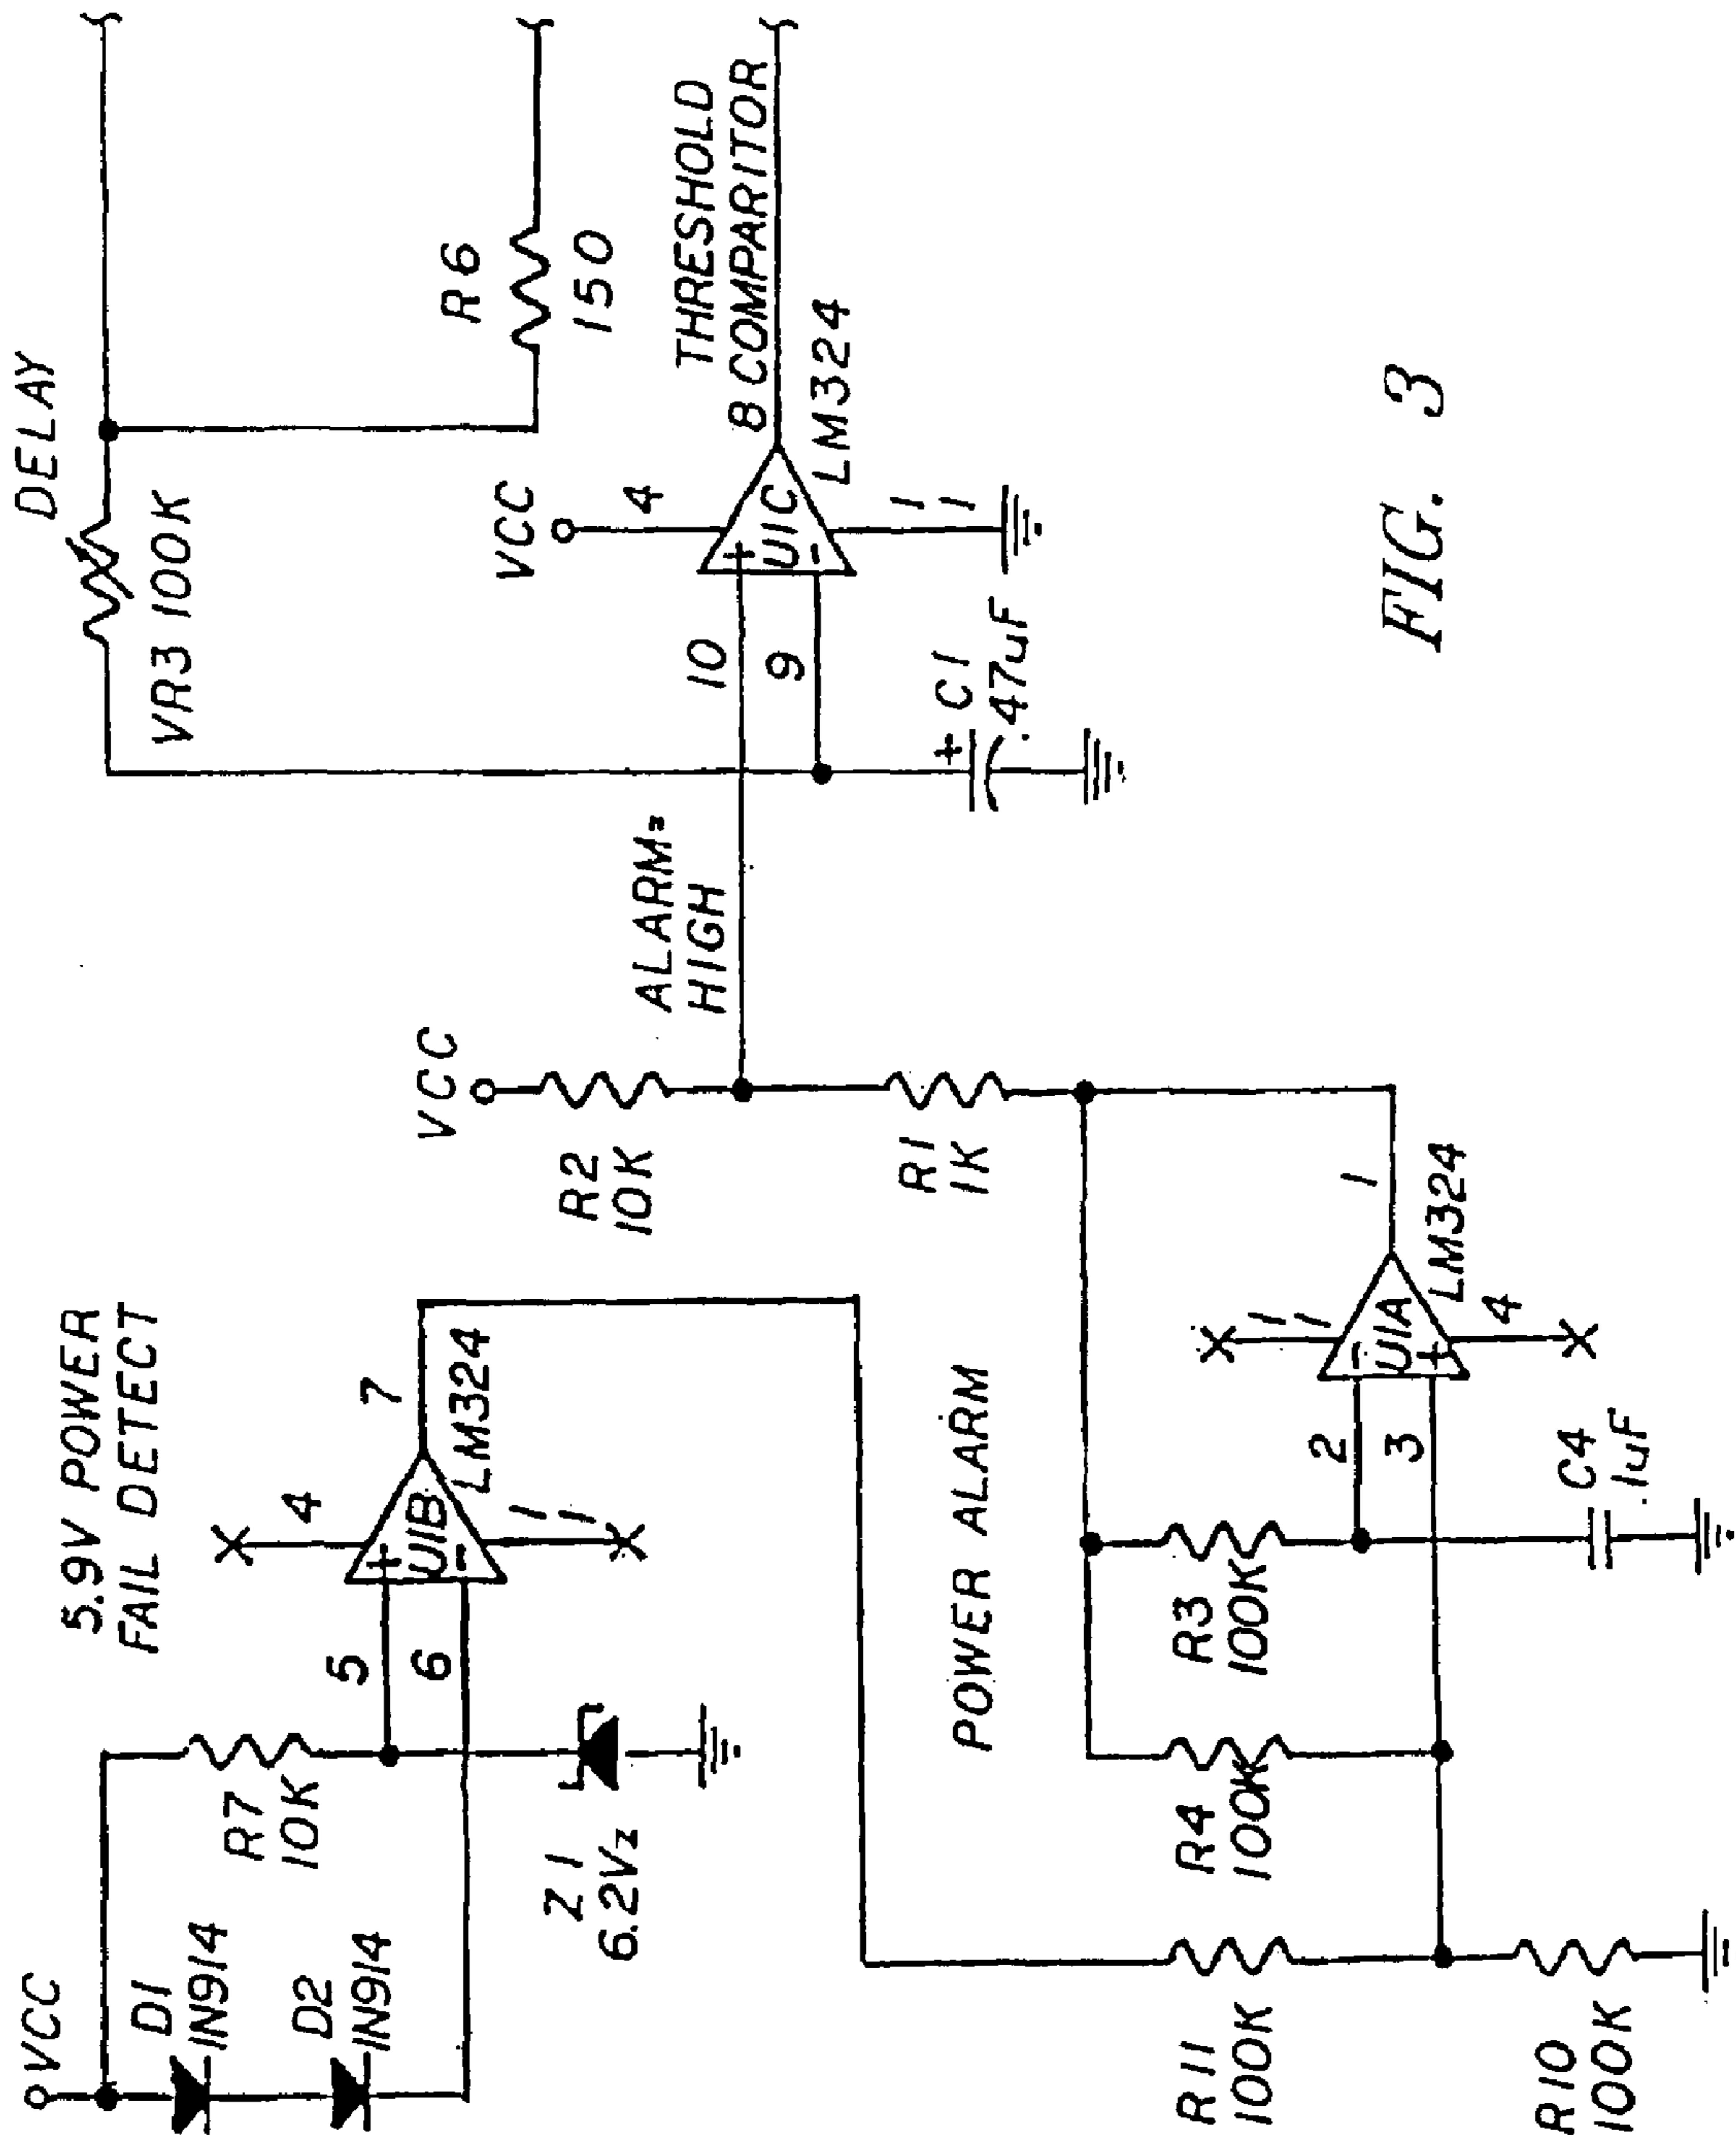 VCC
D1
IN914
D2
IN914
R7
10K
Z1
6.2Vz
5.9V POWER
FAIL DETECT
5
6
4
U1B
+
-
11
7
LM324
R11
100K
R10
100K
POWER ALARM
R4
100K
R3
100K
C4
.1uF
2
3
11
-
U1A
+
4
1
LM324
VCC
R2
10K
R1
1K
ALARM=
HIGH
DELAY
VR3 100K
R6
150
VCC
4
10
9
+
U1C
-
11
+ C1
.47uF
THRESHOLD
8 COMPARITOR
LM324
FIG. 3